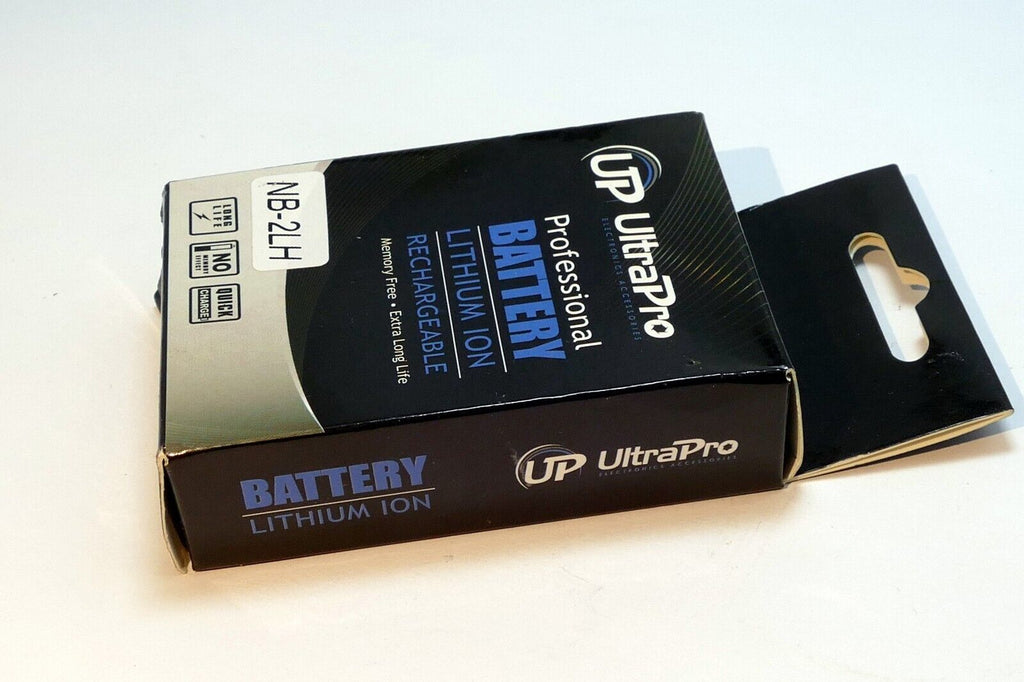 UP UltraPro
ELECTRONICS ACCESSORIES
Professional
BATTERY
LITHIUM ION
RECHARGEABLE
Memory Free • Extra Long Life
NB-2LH
LONG
LIFE
NO
MEMORY
EFFECT
QUICK
CHARGE
BATTERY
LITHIUM ION
UP UltraPro
ELECTRONICS ACCESSORIES